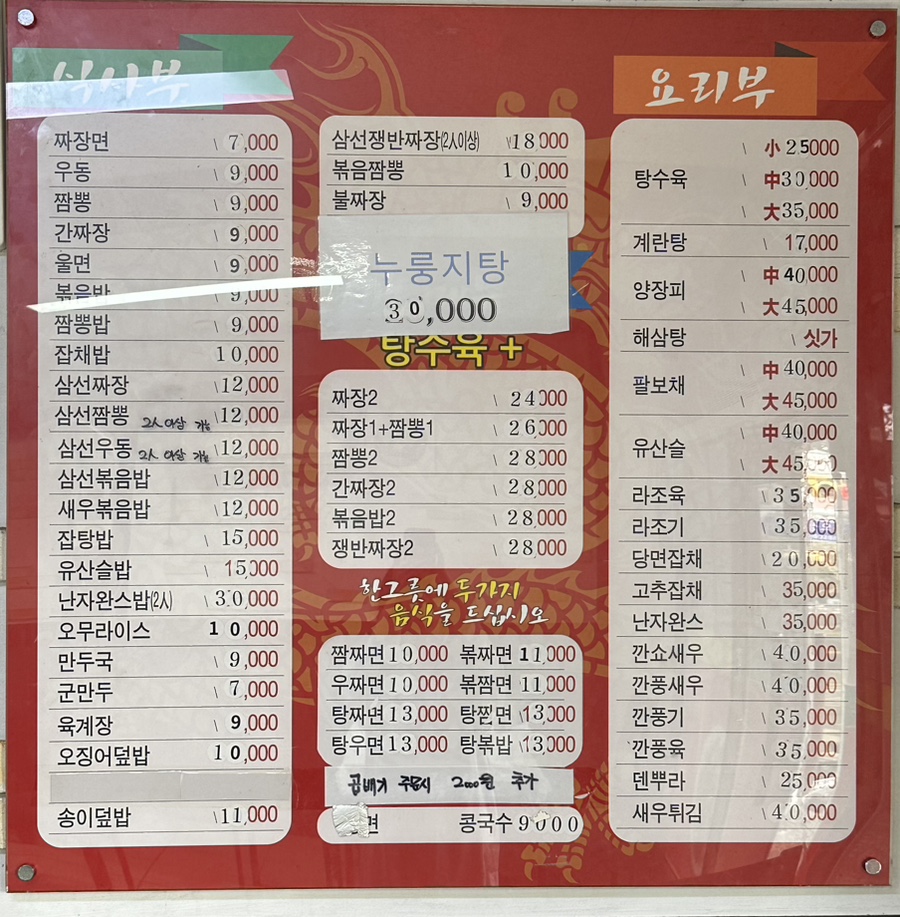 식사부
짜장면 \ 7,000
우동 \ 9,000
짬뽕 \ 9,000
간짜장 \ 9,000
울면 \ 9,000
볶음밥 \ 9,000
짬뽕밥 \ 9,000
잡채밥 10,000
삼선짜장 \12,000
삼선짬뽕 2人 이상 가능 \12,000
삼선우동 2人 이상 가능 \12,000
삼선볶음밥 \12,000
새우볶음밥 \12,000
잡탕밥 \ 15,000
유산슬밥 \ 15,000
난자완스밥(2人) \ 30,000
오무라이스 10,000
만두국 \ 9,000
군만두 \ 7,000
육계장 \ 9,000
오징어덮밥 10,000
송이덮밥 \11,000
삼선쟁반짜장(2人이상) \18,000
볶음짬뽕 10,000
불짜장 \ 9,000
누룽지탕
30,000
탕수육 +
짜장2 \ 24000
짜장1+짬뽕1 \ 26000
짬뽕2 \ 28000
간짜장2 \ 28,000
볶음밥2 \ 28,000
쟁반짜장2 \ 28,000
한그릇에 두가지
음식을 드십시오
짬짜면 10,000 볶짜면 11,000
우짜면 10,000 볶짬면 11,000
탕짜면 13,000 탕짬면 \13,000
탕우면 13,000 탕볶밥 \13,000
곱배기 주문시 2000원 추가
면 콩국수 9000
요리부
탕수육 \ 小 25000
\ 中 30,000
\ 大 35,000
계란탕 \ 17,000
양장피 \ 中 40,000
\ 大 45,000
해삼탕 \ 싯가
팔보채 \ 中 40,000
\ 大 45,000
유산슬 \ 中 40,000
\ 大 45,000
라조육 \ 35,000
라조기 \ 35,000
당면잡채 \ 20,000
고추잡채 35,000
난자완스 35,000
깐쇼새우 \ 40,000
깐풍새우 \ 40,000
깐풍기 \ 35,000
깐풍육 \ 35,000
덴뿌라 \ 25,000
새우튀김 \ 40,000